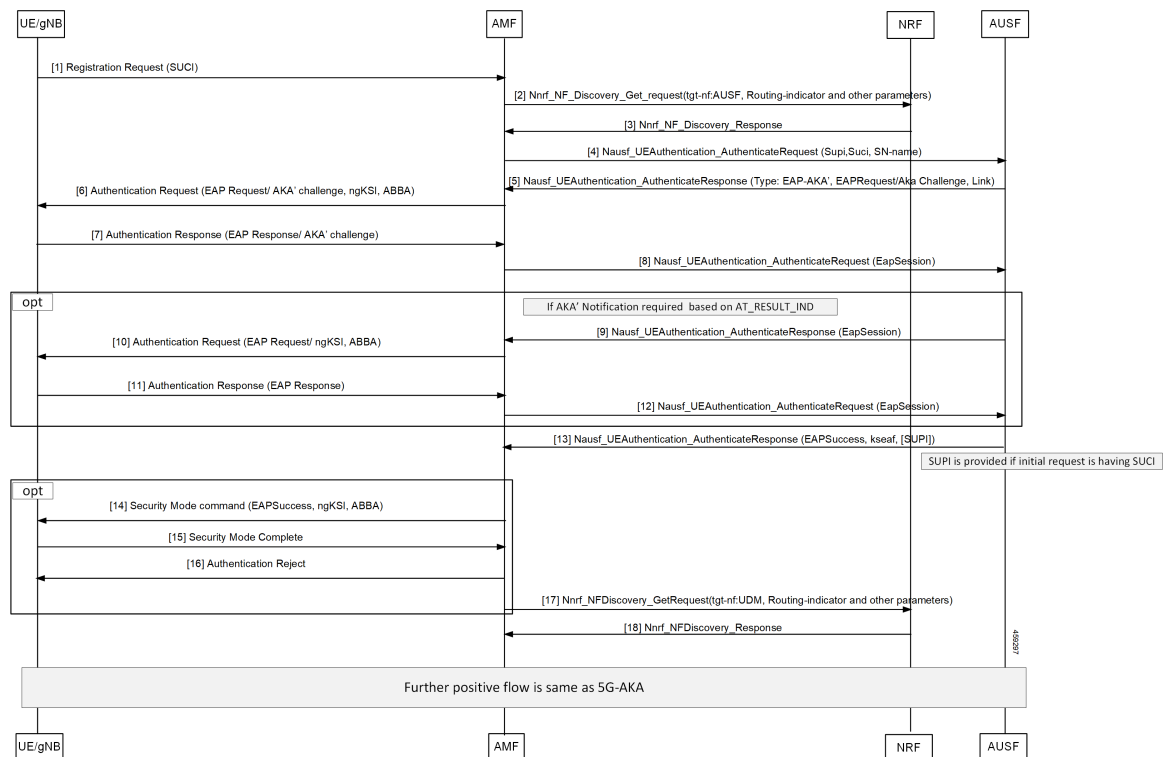 UE/gNB
AMF
NRF
AUSF
[1] Registration Request (SUCI)
[2] Nnrf_NF_Discovery_Get_request(tgt-nf:AUSF, Routing-indicator and other parameters)
[3] Nnrf_NF_Discovery_Response
[4] Nausf_UEAuthentication_AuthenticateRequest (Supi,Suci, SN-name)
[5] Nausf_UEAuthentication_AuthenticateResponse (Type: EAP-AKA', EAPRequest/Aka Challenge, Link)
[6] Authentication Request (EAP Request/ AKA' challenge, ngKSI, ABBA)
[7] Authentication Response (EAP Response/ AKA' challenge)
[8] Nausf_UEAuthentication_AuthenticateRequest (EapSession)
opt
If AKA' Notification required based on AT_RESULT_IND
[9] Nausf_UEAuthentication_AuthenticateResponse (EapSession)
[10] Authentication Request (EAP Request/ ngKSI, ABBA)
[11] Authentication Response (EAP Response)
[12] Nausf_UEAuthentication_AuthenticateRequest (EapSession)
[13] Nausf_UEAuthentication_AuthenticateResponse (EAPSuccess, kseaf, [SUPI])
SUPI is provided if initial request is having SUCI
opt
[14] Security Mode command (EAPSuccess, ngKSI, ABBA)
[15] Security Mode Complete
[16] Authentication Reject
[17] Nnrf_NFDiscovery_GetRequest(tgt-nf:UDM, Routing-indicator and other parameters)
[18] Nnrf_NFDiscovery_Response
459297
Further positive flow is same as 5G-AKA
UE/gNB
AMF
NRF
AUSF